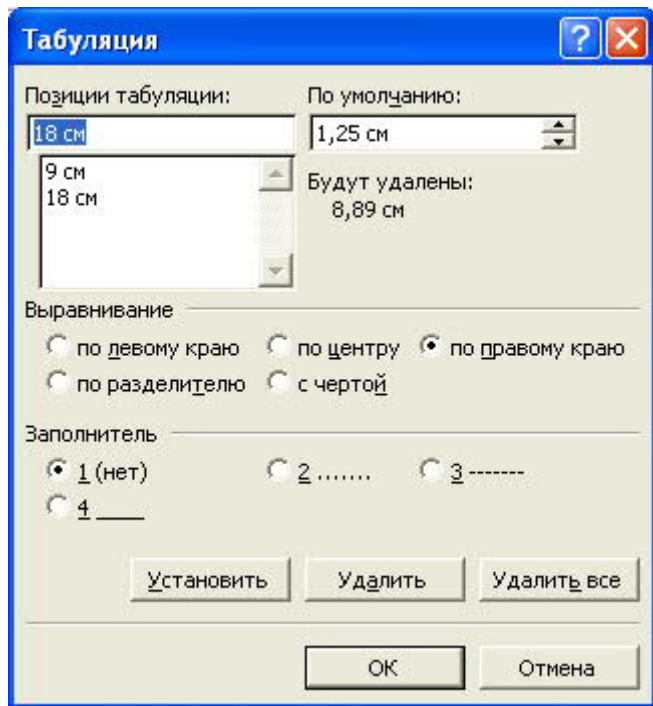 Табуляция
Позиции табуляции: По умолчанию:
18 см 1,25 см
9 см
18 см
Будут удалены:
8,89 см
Выравнивание
по левому краю по центру по правому краю
по разделителю с чертой
Заполнитель
1 (нет) 2 ....... 3 -------
4 ____
Установить Удалить Удалить все
ОК Отмена